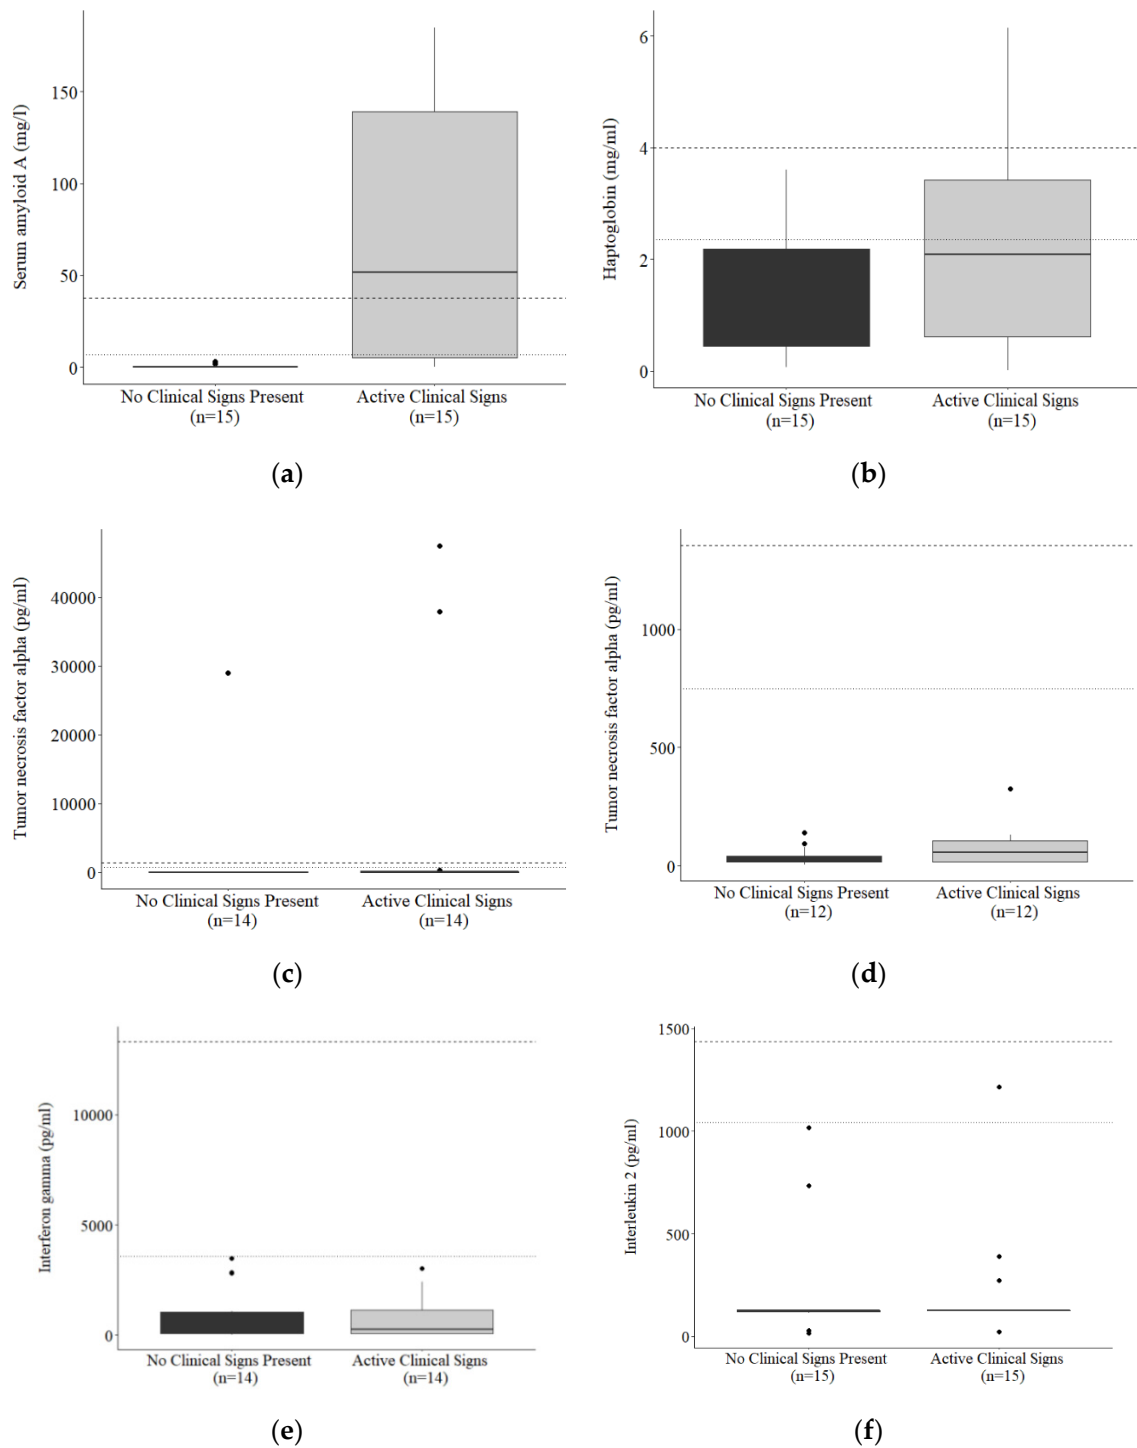 Serum amyloid A (mg/l)
150
100
50
0
No Clinical Signs Present
(n=15)
Active Clinical Signs
(n=15)
(a)
Haptoglobin (mg/ml)
6
4
2
0
No Clinical Signs Present
(n=15)
Active Clinical Signs
(n=15)
(b)
Tumor necrosis factor alpha (pg/ml)
40000
30000
20000
10000
0
No Clinical Signs Present
(n=14)
Active Clinical Signs
(n=14)
(c)
Tumor necrosis factor alpha (pg/ml)
1000
500
0
No Clinical Signs Present
(n=12)
Active Clinical Signs
(n=12)
(d)
Interferon gamma (pg/ml)
10000
5000
0
No Clinical Signs Present
(n=14)
Active Clinical Signs
(n=14)
(e)
Interleukin 2 (pg/ml)
1500
1000
500
0
No Clinical Signs Present
(n=15)
Active Clinical Signs
(n=15)
(f)